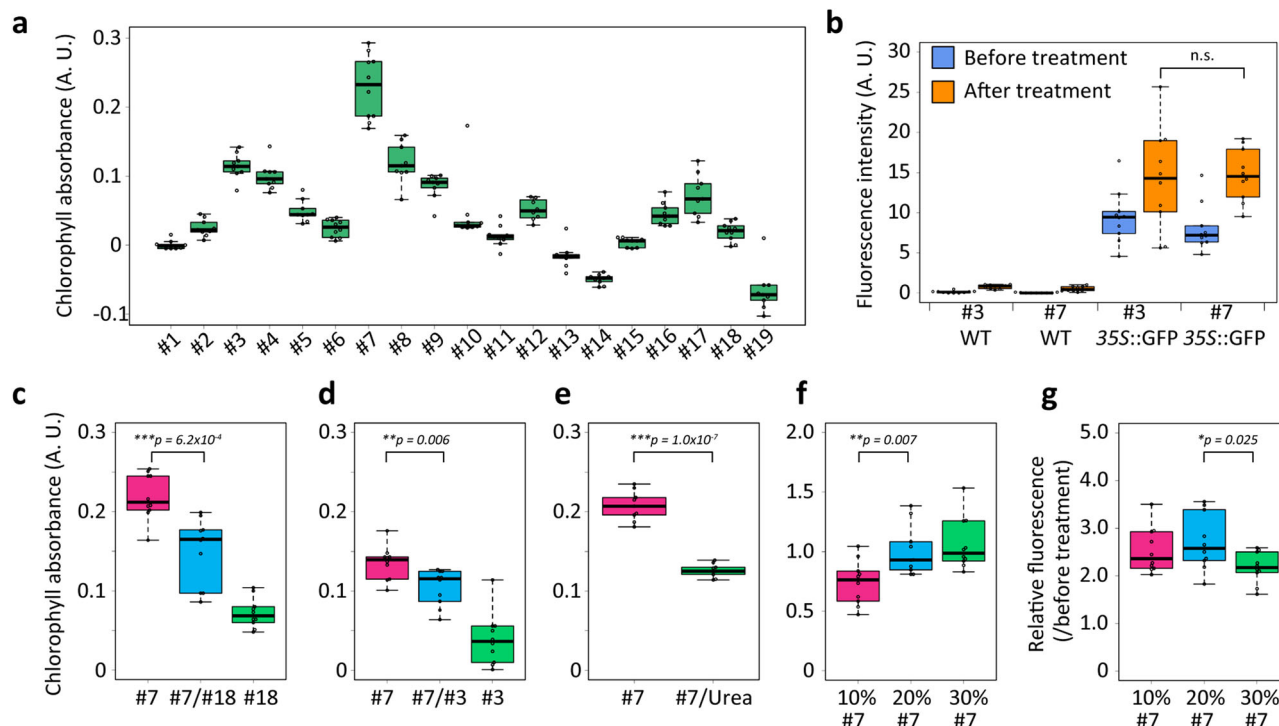 a
Chlorophyll absorbance (A. U.)
0.3
0.2
0.1
0
-0.1
#1 #2 #3 #4 #5 #6 #7 #8 #9 #10 #11 #12 #13 #14 #15 #16 #17 #18 #19
b
Fluorescence intensity (A. U.)
30
25
20
15
10
5
0
Before treatment
After treatment
n.s.
#3 #7 #3 #7
WT WT 35S::GFP 35S::GFP
c
Chlorophyll absorbance (A. U.)
0.3
0.2
0.1
0
***p = 6.2x10⁻⁴
#7 #7/#18 #18
d
0.3
0.2
0.1
0
**p = 0.006
#7 #7/#3 #3
e
0.3
0.2
0.1
0
***p = 1.0x10⁻⁷
#7 #7/Urea
f
2.0
1.5
1.0
0.5
0
**p = 0.007
10% 20% 30%
#7 #7 #7
g
Relative fluorescence
(/before treatment)
5.0
4.0
3.0
2.0
1.0
0
*p = 0.025
10% 20% 30%
#7 #7 #7